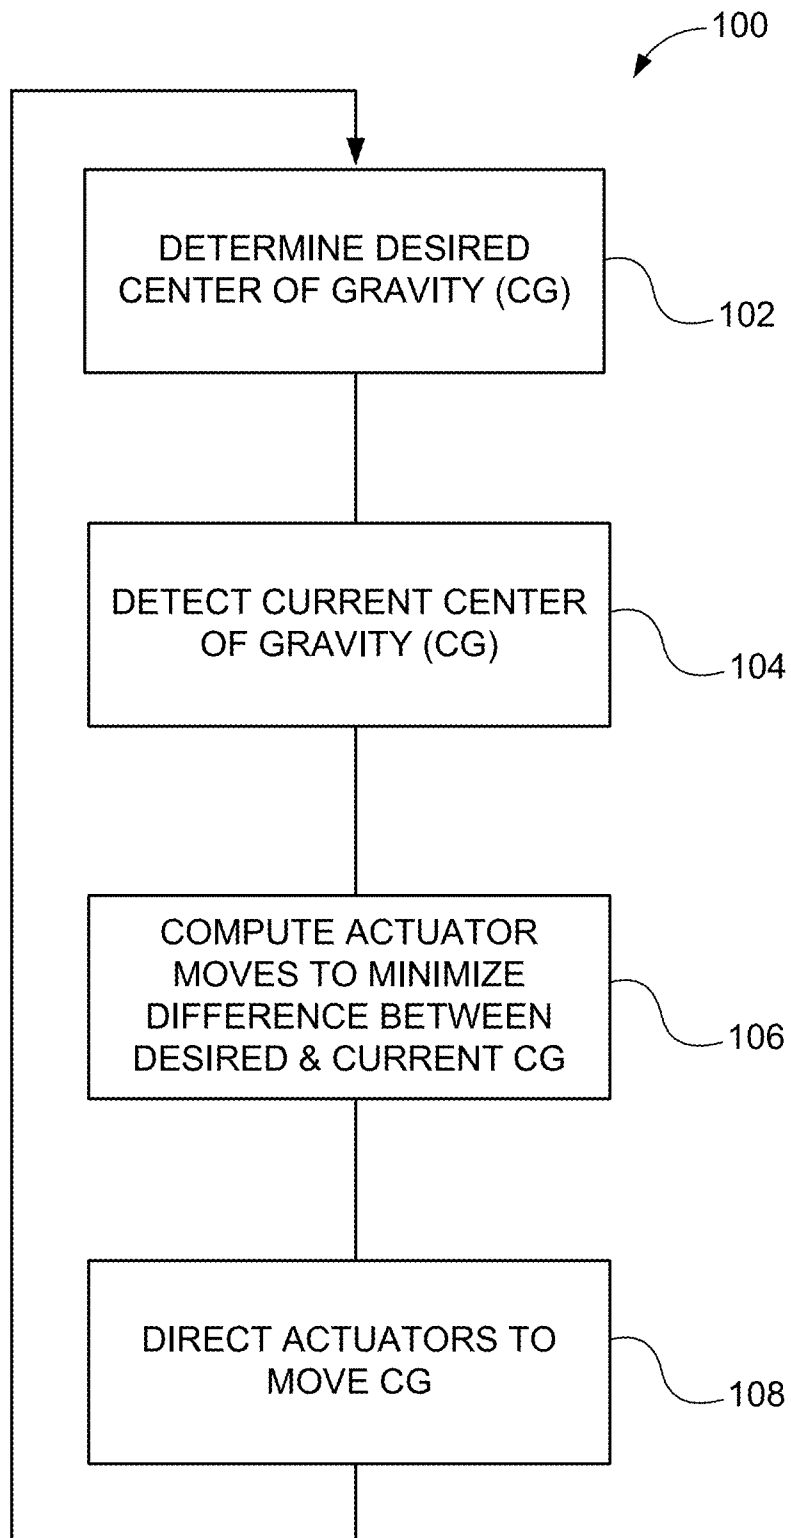 100
DETERMINE DESIRED
CENTER OF GRAVITY (CG)
102
DETECT CURRENT CENTER
OF GRAVITY (CG)
104
COMPUTE ACTUATOR
MOVES TO MINIMIZE
DIFFERENCE BETWEEN
DESIRED & CURRENT CG
106
DIRECT ACTUATORS TO
MOVE CG
108